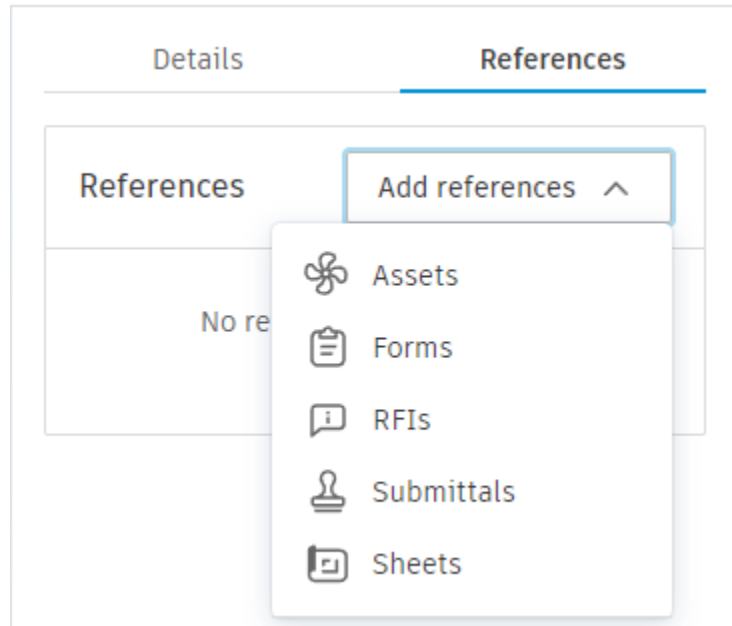 Details References
References Add references
No re
Assets
Forms
RFIs
Submittals
Sheets